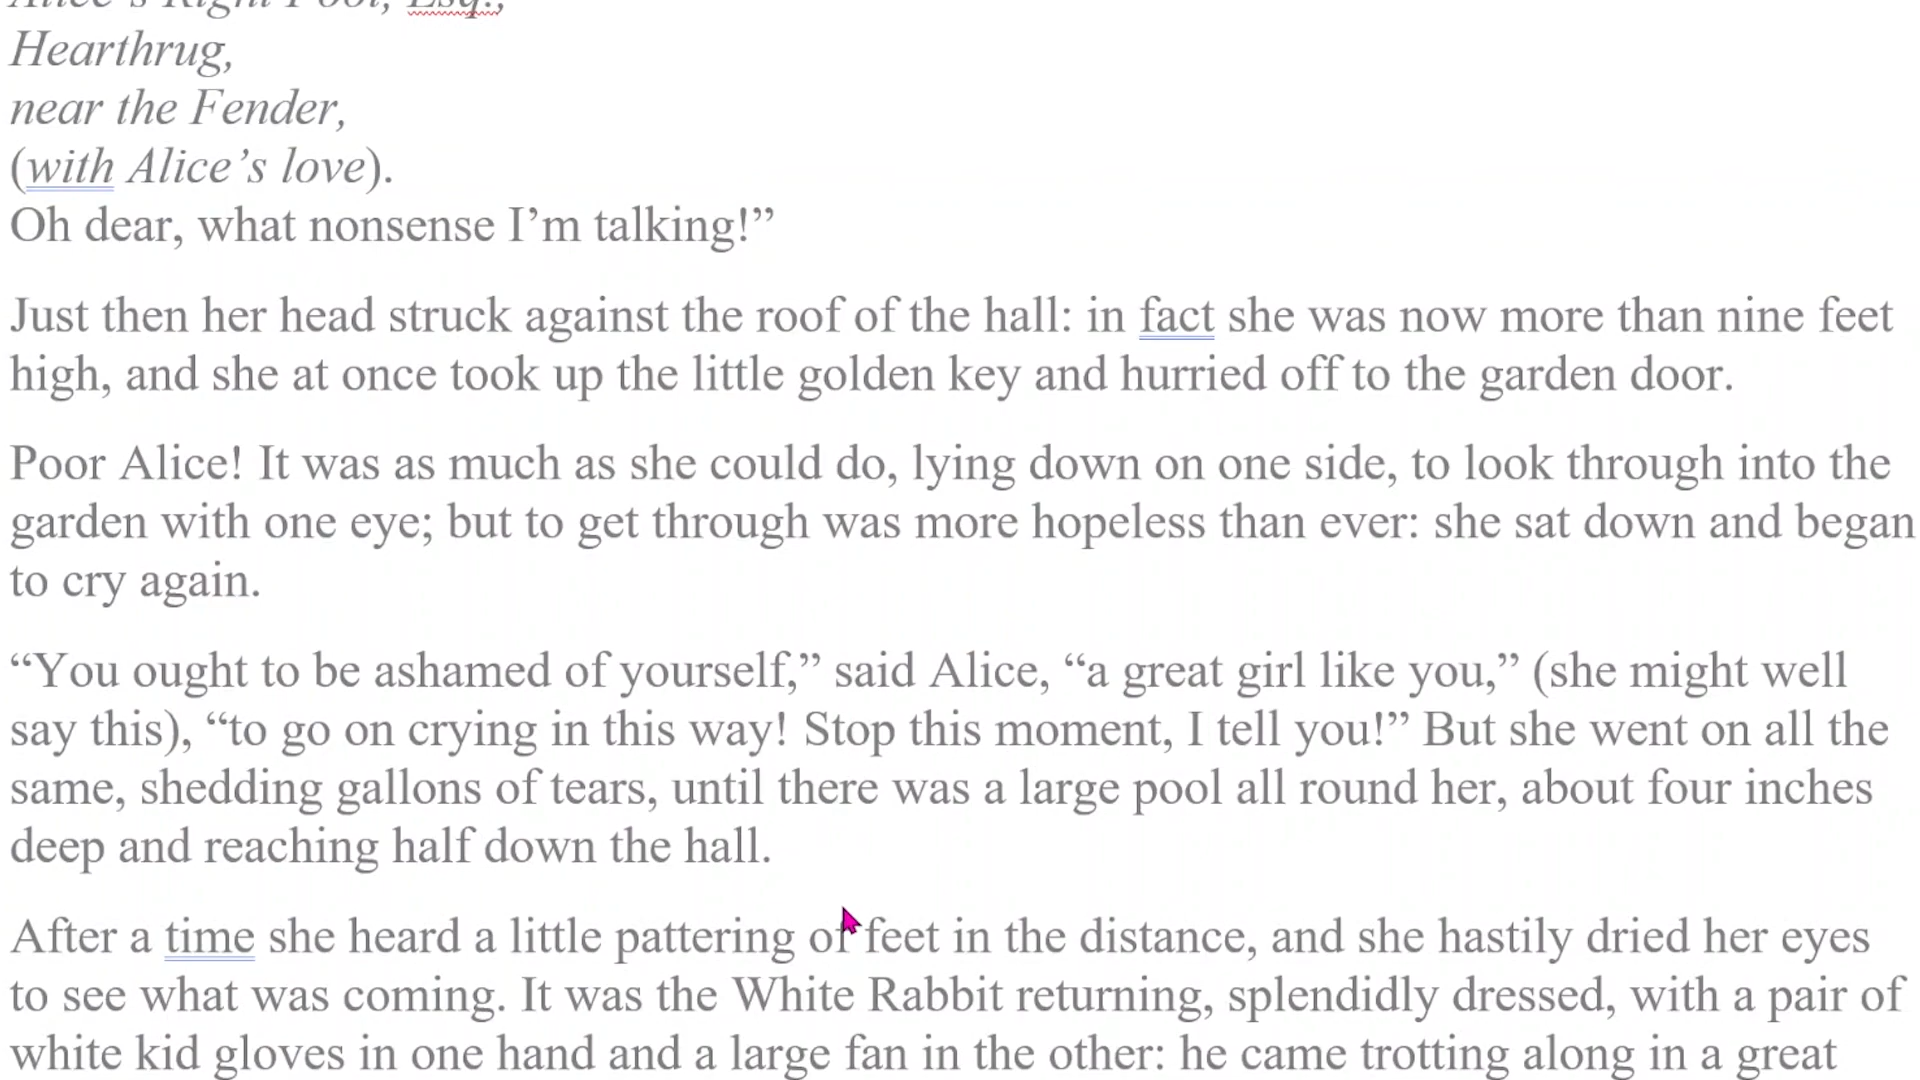 Alice’s Right Foot, Esq.,
Hearthrug,
near the Fender,
(with Alice’s love).
Oh dear, what nonsense I’m talking!”
Just then her head struck against the roof of the hall: in fact she was now more than nine feet
high, and she at once took up the little golden key and hurried off to the garden door.
Poor Alice! It was as much as she could do, lying down on one side, to look through into the
garden with one eye; but to get through was more hopeless than ever: she sat down and began
to cry again.
“You ought to be ashamed of yourself,” said Alice, “a great girl like you,” (she might well
say this), “to go on crying in this way! Stop this moment, I tell you!” But she went on all the
same, shedding gallons of tears, until there was a large pool all round her, about four inches
deep and reaching half down the hall.
After a time she heard a little pattering of feet in the distance, and she hastily dried her eyes
to see what was coming. It was the White Rabbit returning, splendidly dressed, with a pair of
white kid gloves in one hand and a large fan in the other: he came trotting along in a great